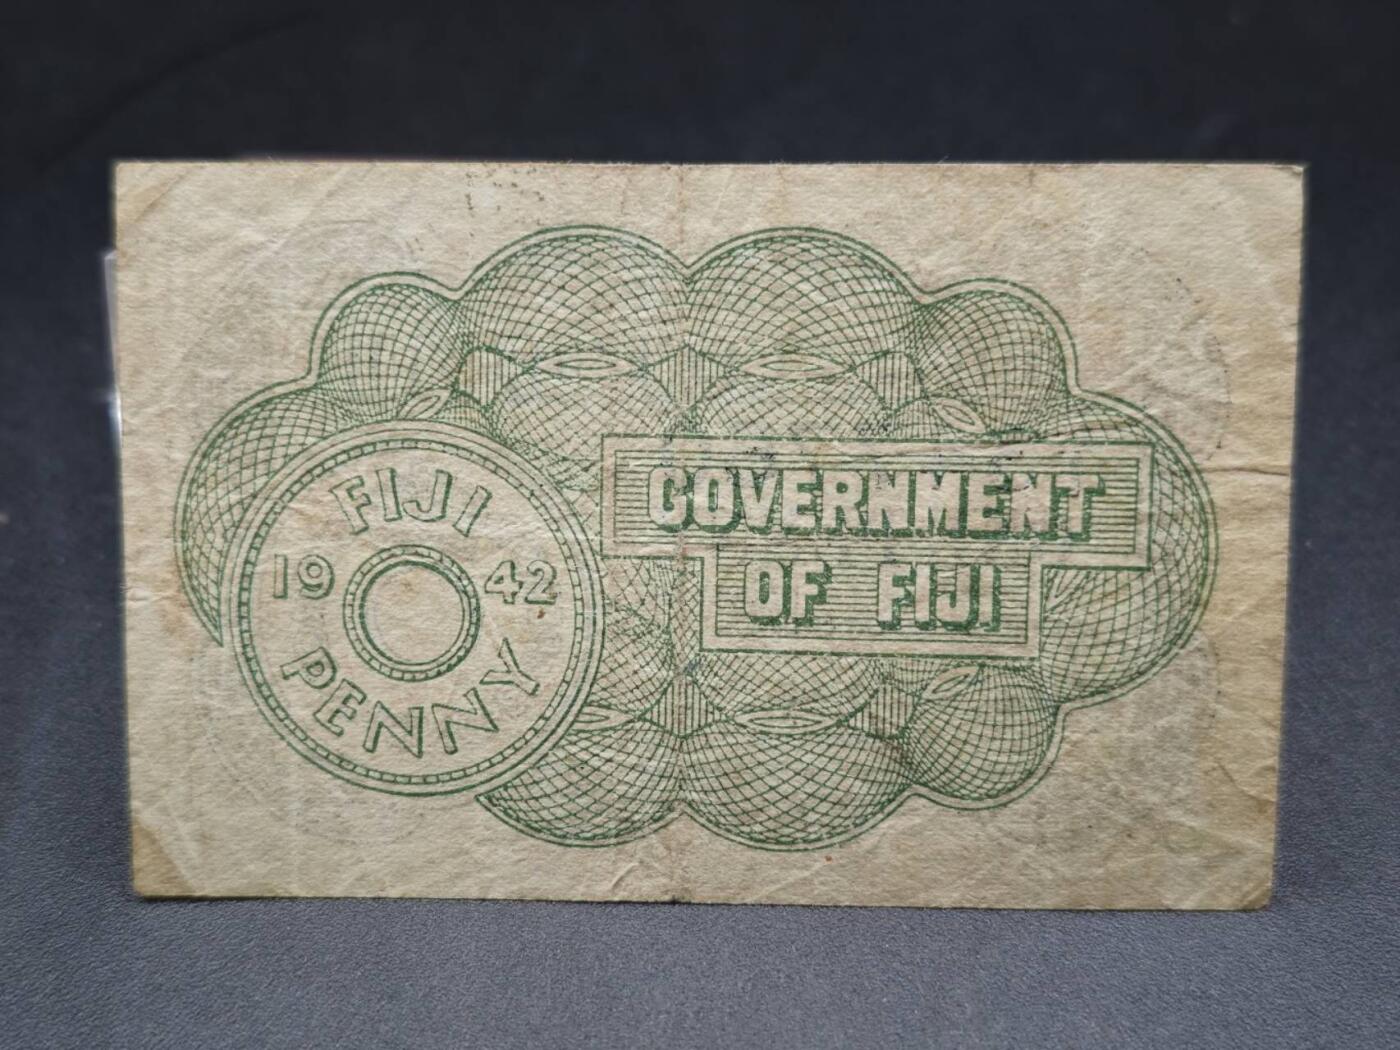 FIJI
19 42
PENNY
GOVERNMENT
OF FIJI